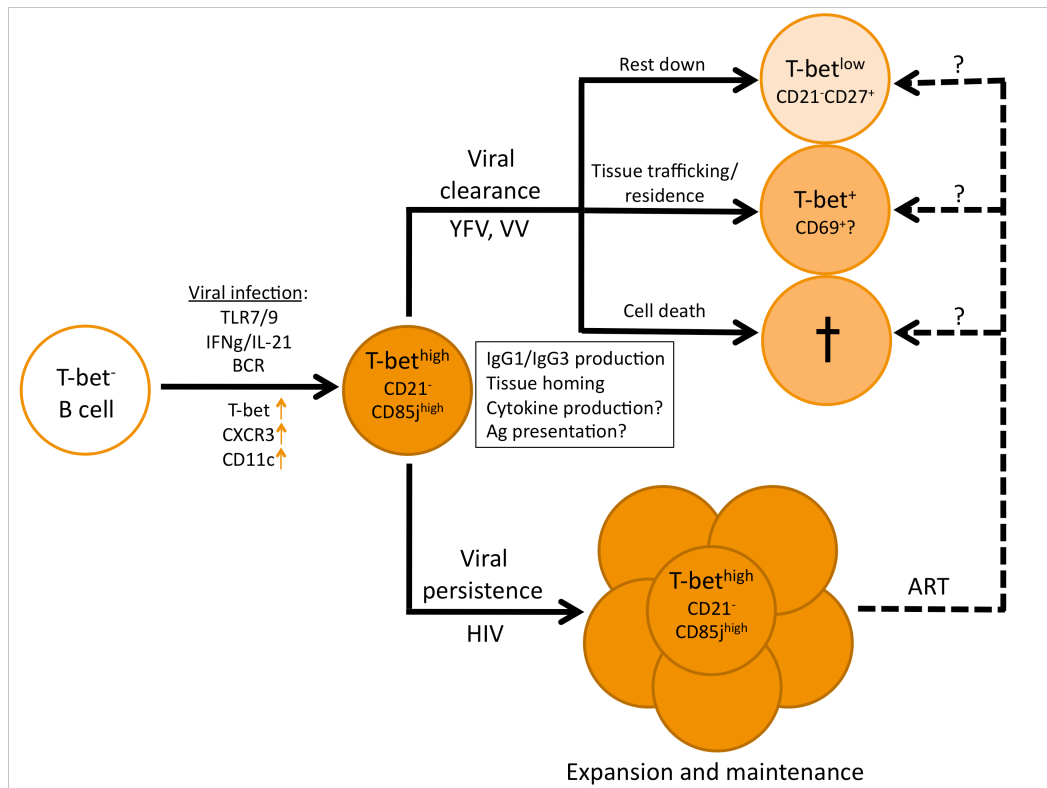 T-bet⁻
B cell
Viral infection:
TLR7/9
IFNg/IL-21
BCR
T-bet ↑
CXCR3 ↑
CD11c ↑
T-bethigh
CD21⁻
CD85jhigh
IgG1/IgG3 production
Tissue homing
Cytokine production?
Ag presentation?
Viral
clearance
YFV, VV
Rest down
T-betlow
CD21⁻CD27⁺
?
Tissue trafficking/
residence
T-bet⁺
CD69⁺?
?
Cell death
†
?
Viral
persistence
HIV
T-bethigh
CD21⁻
CD85jhigh
ART
Expansion and maintenance